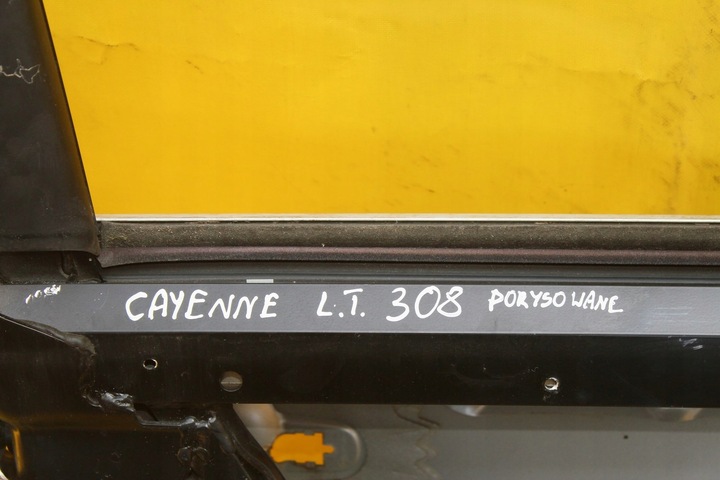 CAYENNE L.T. 308 PORYSOWANE